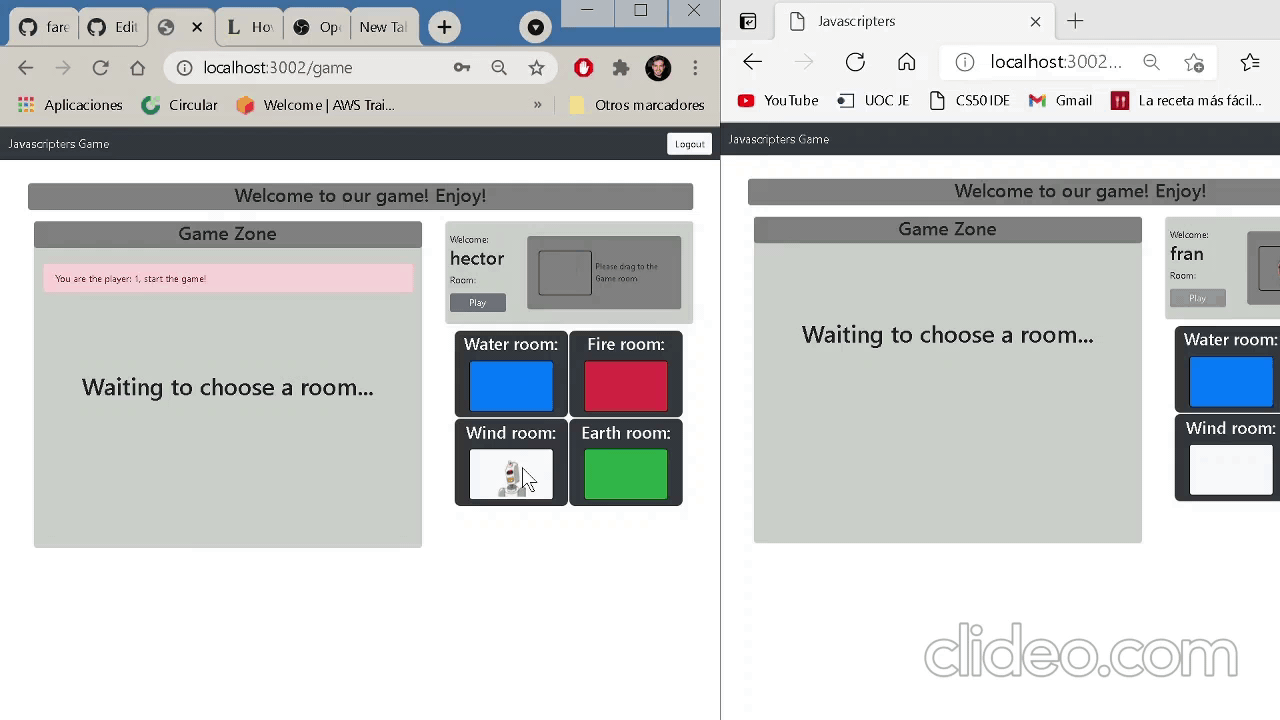 fare
Edit
Hov
Ope
New Tal
localhost:3002/game
Aplicaciones
Circular
Welcome | AWS Trai...
»
Otros marcadores
Javascripters Game
Logout
Welcome to our game! Enjoy!
Game Zone
You are the player: 1, start the game!
Waiting to choose a room...
Welcome:
hector
Room:
Play
Please drag to the
Game room
Water room:
Fire room:
Wind room:
Earth room:
Javascripters
localhost:3002...
YouTube
UOC JE
CS50 IDE
Gmail
La receta más fácil...
Javascripters Game
Welcome to our game! Enjoy!
Game Zone
Waiting to choose a room...
Welcome:
fran
Room:
Play
Water room:
Wind room:
clideo.com